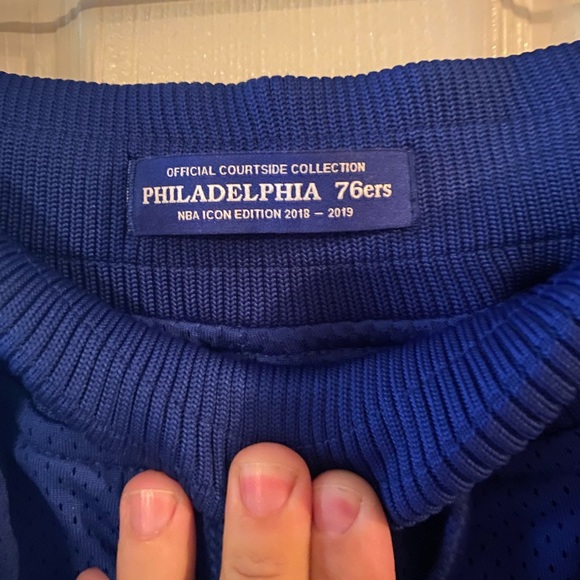 OFFICIAL COURTSIDE COLLECTION
PHILADELPHIA 76ers
NBA ICON EDITION 2018 — 2019